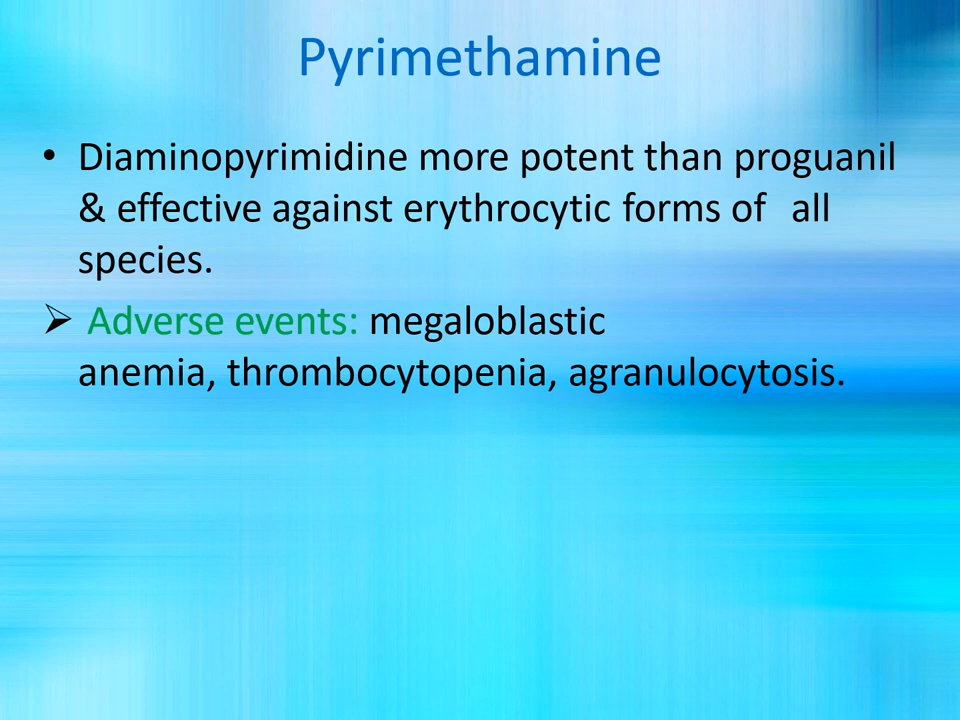 Pyrimethamine
• Diaminopyrimidine more potent than proguanil
& effective against erythrocytic forms of all
species.
➢ Adverse events: megaloblastic
anemia, thrombocytopenia, agranulocytosis.